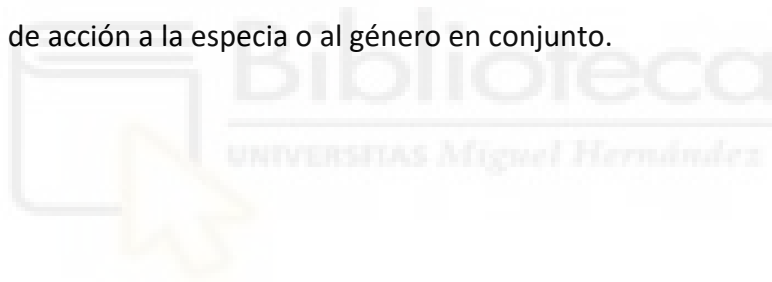 de acción a la especia o al género en conjunto.
Biblioteca
UNIVERSITAS Miguel Hernández